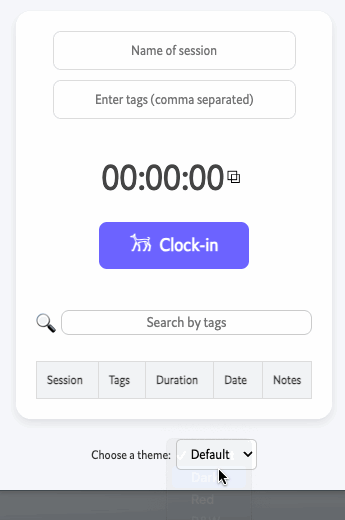 Name of session
Enter tags (comma separated)
00:00:00
Clock-in
Search by tags
Session Tags Duration Date Notes
Choose a theme: Default
Red